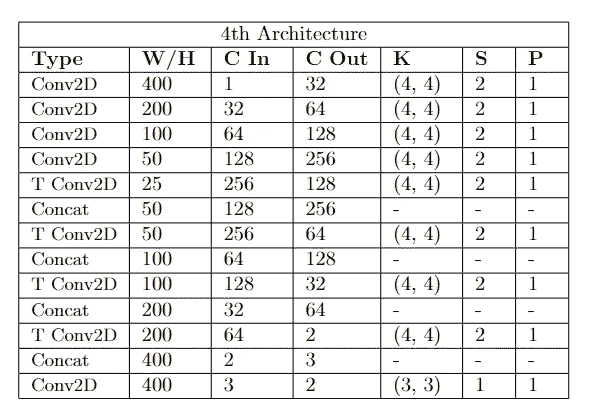 4th Architecture
Type W/H C In C Out K S P
Conv2D 400 1 32 (4, 4) 2 1
Conv2D 200 32 64 (4, 4) 2 1
Conv2D 100 64 128 (4, 4) 2 1
Conv2D 50 128 256 (4, 4) 2 1
T Conv2D 25 256 128 (4, 4) 2 1
Concat 50 128 256 - - -
T Conv2D 50 256 64 (4, 4) 2 1
Concat 100 64 128 - - -
T Conv2D 100 128 32 (4, 4) 2 1
Concat 200 32 64 - - -
T Conv2D 200 64 2 (4, 4) 2 1
Concat 400 2 3 - - -
Conv2D 400 3 2 (3, 3) 1 1